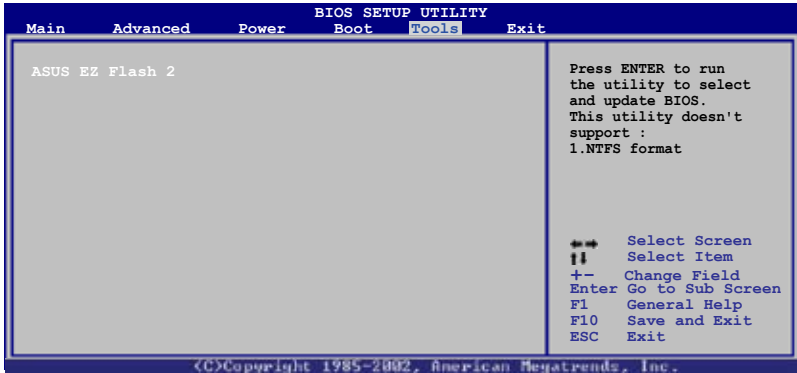 BIOS SETUP UTILITY
Main Advanced Power Boot Tools Exit
ASUS EZ Flash 2
Press ENTER to run
the utility to select
and update BIOS.
This utility doesn't
support :
1.NTFS format
←→ Select Screen
↑↓ Select Item
+- Change Field
Enter Go to Sub Screen
F1 General Help
F10 Save and Exit
ESC Exit
(C)Copyright 1985-2002, American Megatrends, Inc.